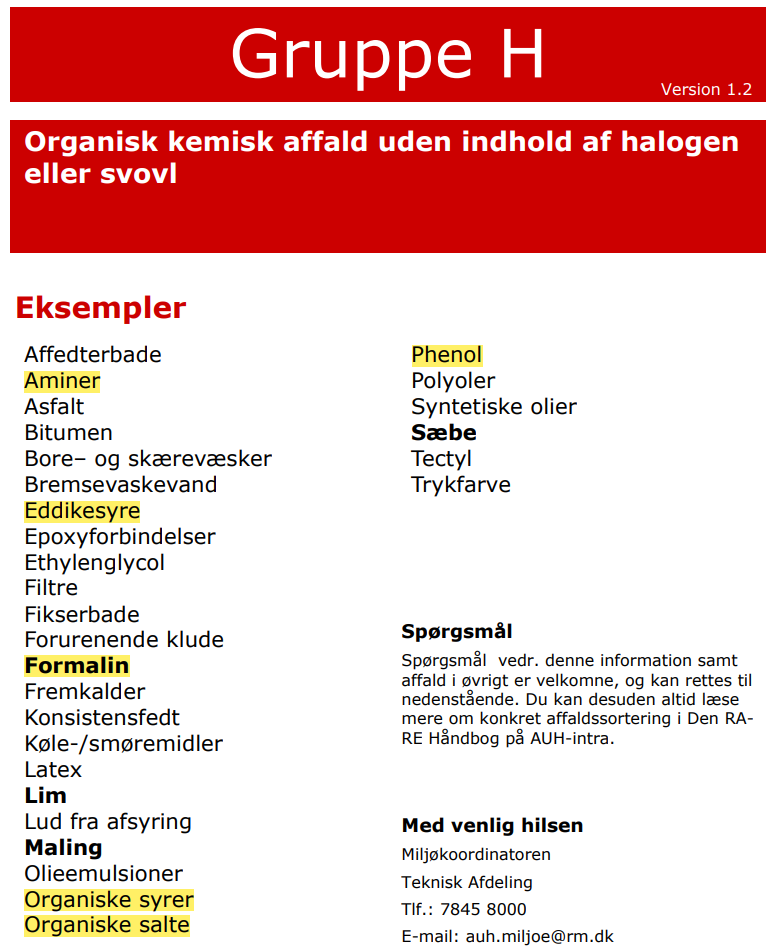 Gruppe H
Version 1.2
Organisk kemisk affald uden indhold af halogen
eller svovl
Eksempler
Affedterbade
Aminer
Asfalt
Bitumen
Bore– og skærevæsker
Bremsevaskevand
Eddikesyre
Epoxyforbindelser
Ethylenglycol
Filtre
Fikserbade
Forurenende klude
Formalin
Fremkalder
Konsistensfedt
Køle-/smøremidler
Latex
Lim
Lud fra afsyring
Maling
Olieemulsioner
Organiske syrer
Organiske salte
Phenol
Polyoler
Syntetiske olier
Sæbe
Tectyl
Trykfarve
Spørgsmål
Spørgsmål  vedr. denne information samt
affald i øvrigt er velkomne, og kan rettes til
nedenstående. Du kan desuden altid læse
mere om konkret affaldssortering i Den RA-
RE Håndbog på AUH-intra.
Med venlig hilsen
Miljøkoordinatoren
Teknisk Afdeling
Tlf.: 7845 8000
E-mail: auh.miljoe@rm.dk